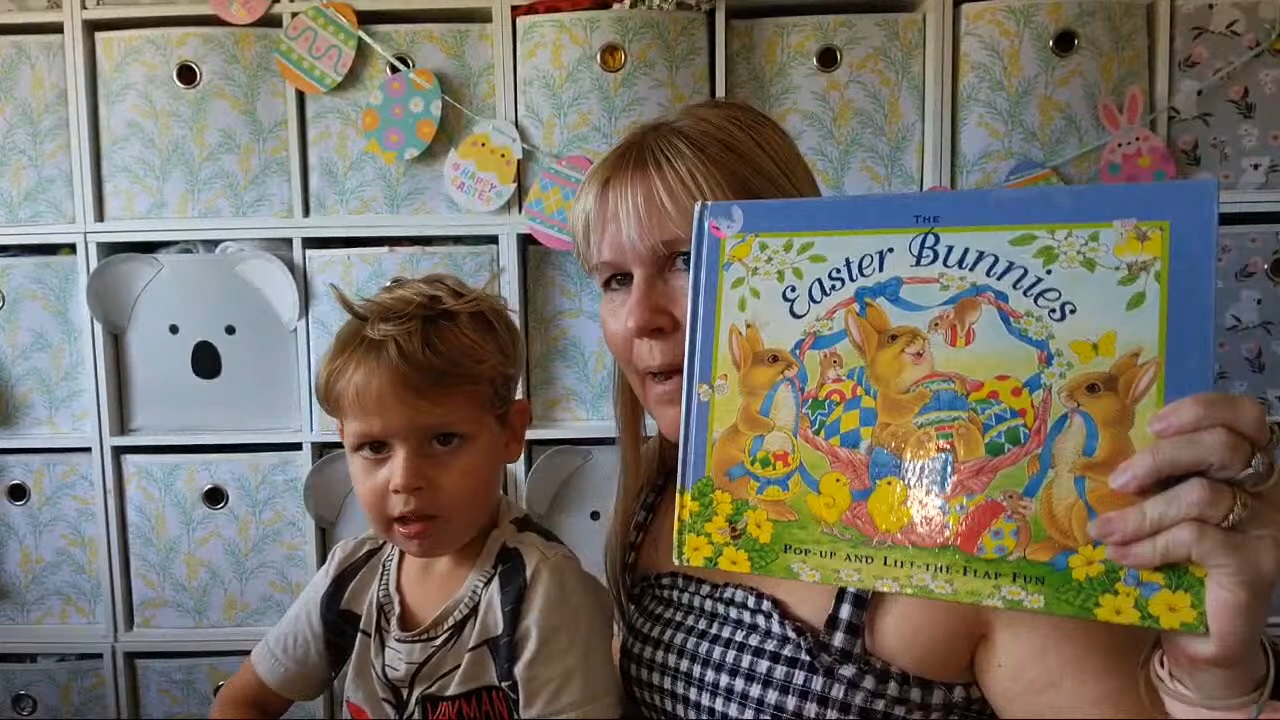 #HAPPY
EASTER
THE
Easter Bunnies
POP-UP AND LIFT-THE-FLAP FUN